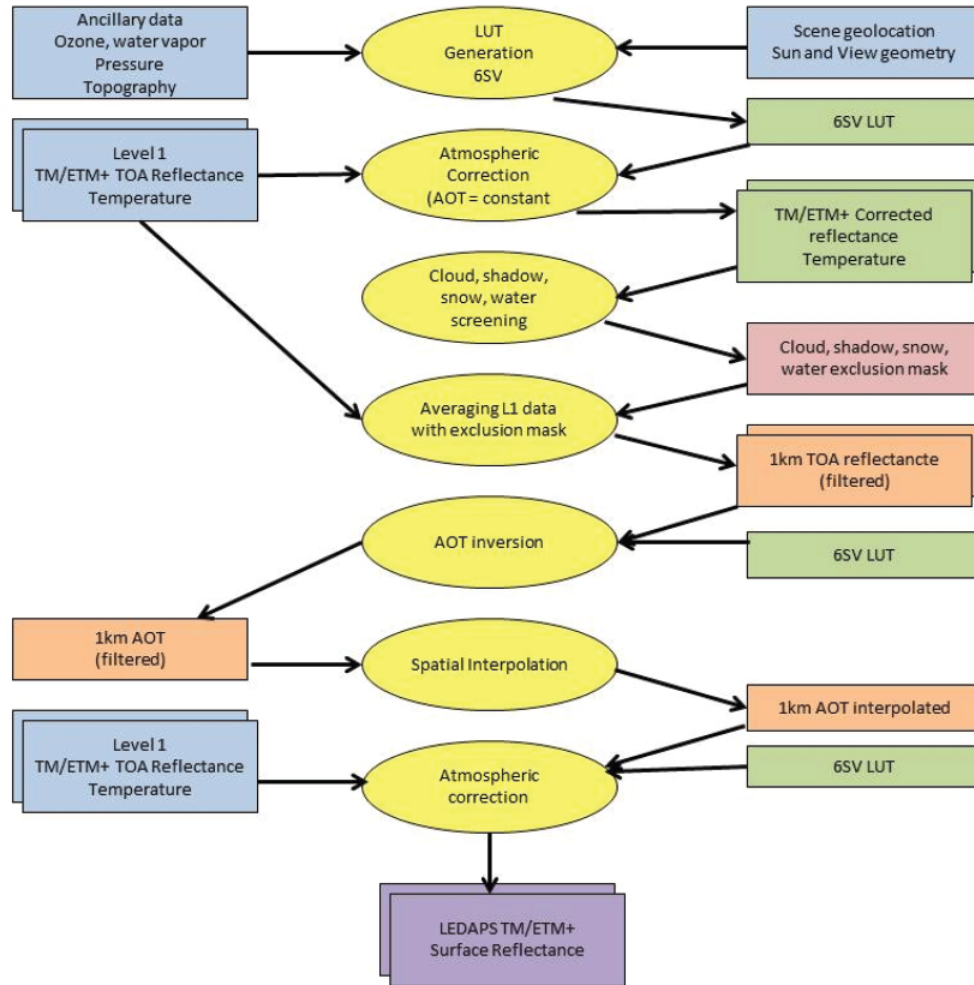 Ancillary data
Ozone, water vapor
Pressure
Topography
LUT
Generation
6SV
Scene geolocation
Sun and View geometry
6SV LUT
Level 1
TM/ETM+ TOA Reflectance
Temperature
Atmospheric
Correction
(AOT = constant
TM/ETM+ Corrected
reflectance
Temperature
Cloud, shadow,
snow, water
screening
Cloud, shadow, snow,
water exclusion mask
Averaging L1 data
with exclusion mask
1km TOA reflectancte
(filtered)
AOT inversion
6SV LUT
1km AOT
(filtered)
Spatial Interpolation
1km AOT interpolated
Level 1
TM/ETM+ TOA Reflectance
Temperature
Atmospheric
correction
6SV LUT
LEDAPS TM/ETM+
Surface Reflectance